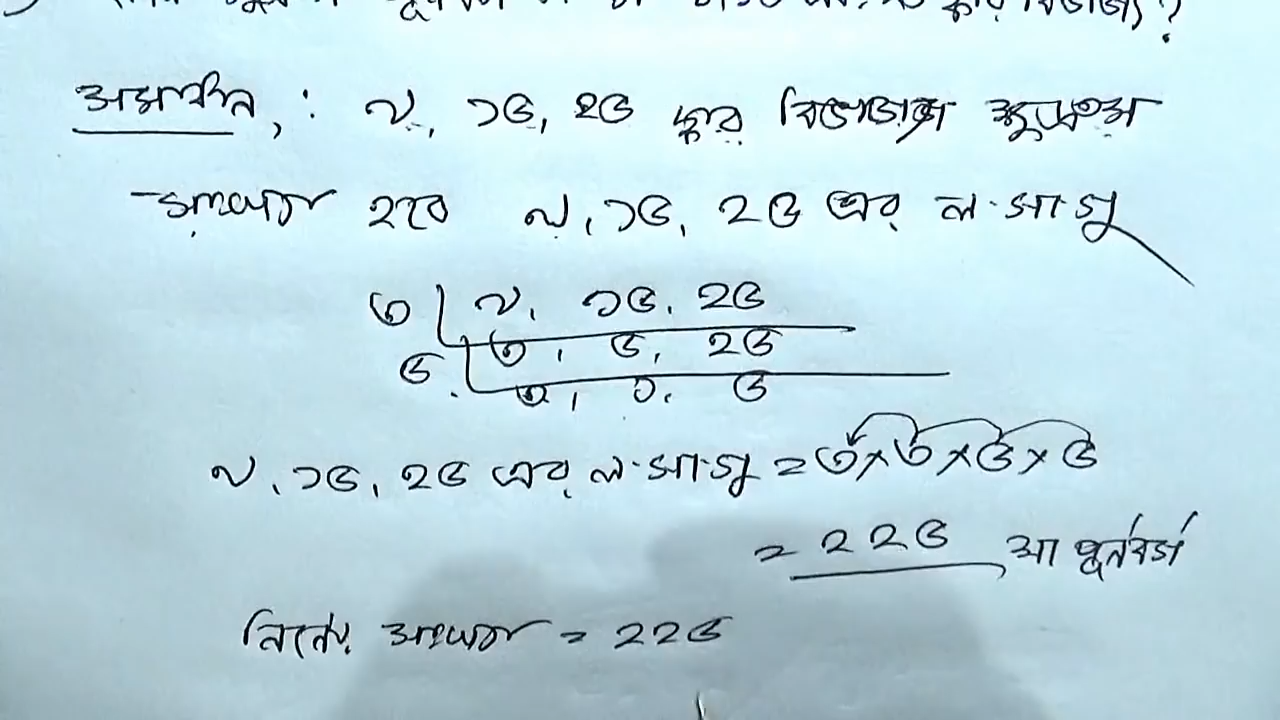 দ্বার বিভাজ্য?
সমাধান, : ৯, ১৫, ২৫ দ্বার বিভাজ্য ক্ষুদ্রতম
সংখ্যা হবে ৯, ১৫, ২৫ এর ল.সা.গু
৩ ৯, ১৫, ২৫
৫ ৩, ৫, ২৫
৩, ১, ৫
৯, ১৫, ২৫ এর ল.সা.গু = ৩×৩×৫×৫
= ২২৫ যা পূর্নবর্গ
নির্নেয় সংখ্যা = ২২৫